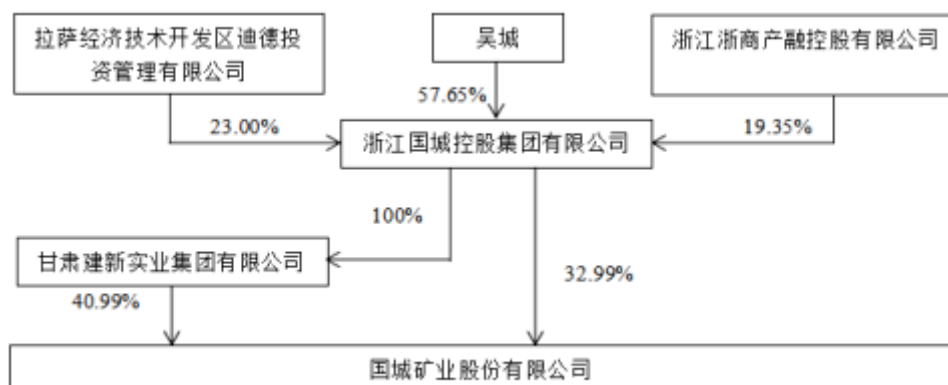 拉萨经济技术开发区迪德投
资管理有限公司
吴城
浙江浙商产融控股有限公司
57.65%
23.00%
19.35%
浙江国城控股集团有限公司
100%
甘肃建新实业集团有限公司
32.99%
40.99%
国城矿业股份有限公司